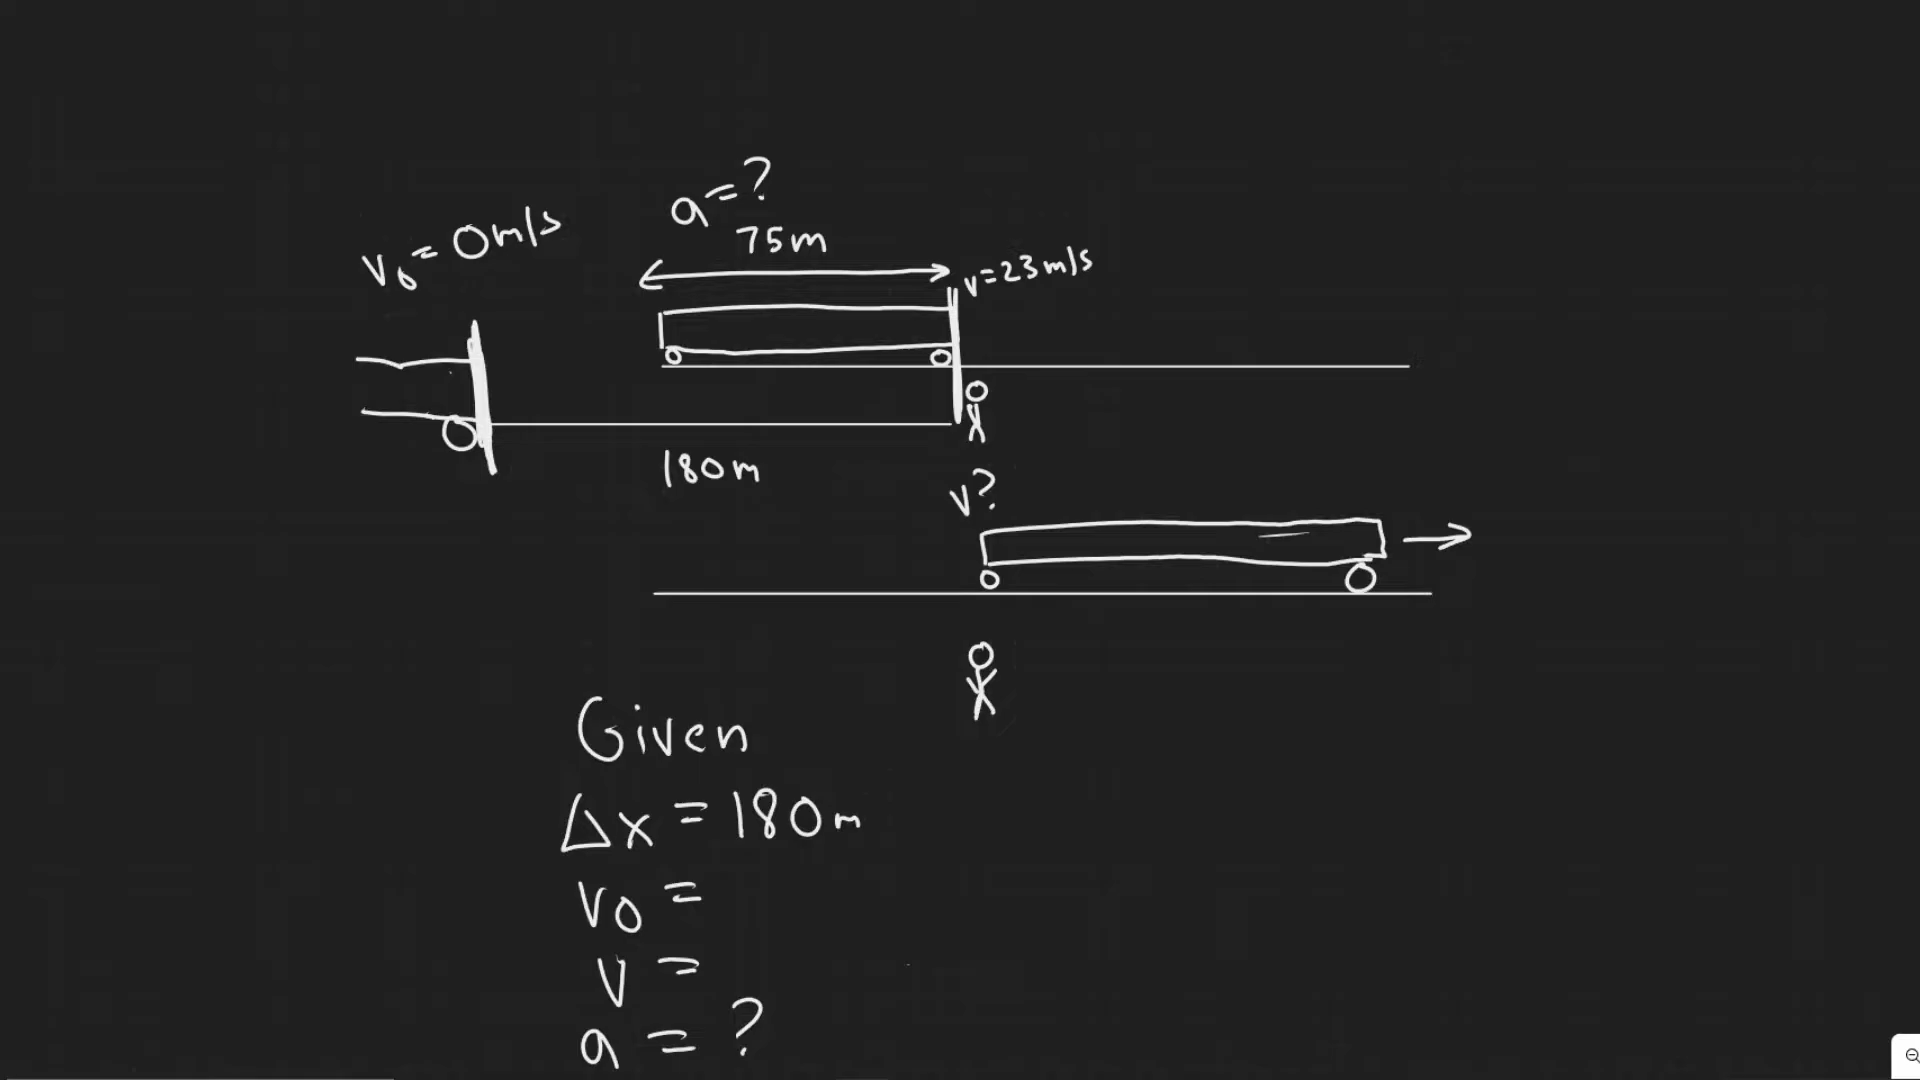 a=?
v₀ = 0m/s
75m
v=23m/s
180m
v?
Given
Δx = 180m
v₀ =
v =
a = ?